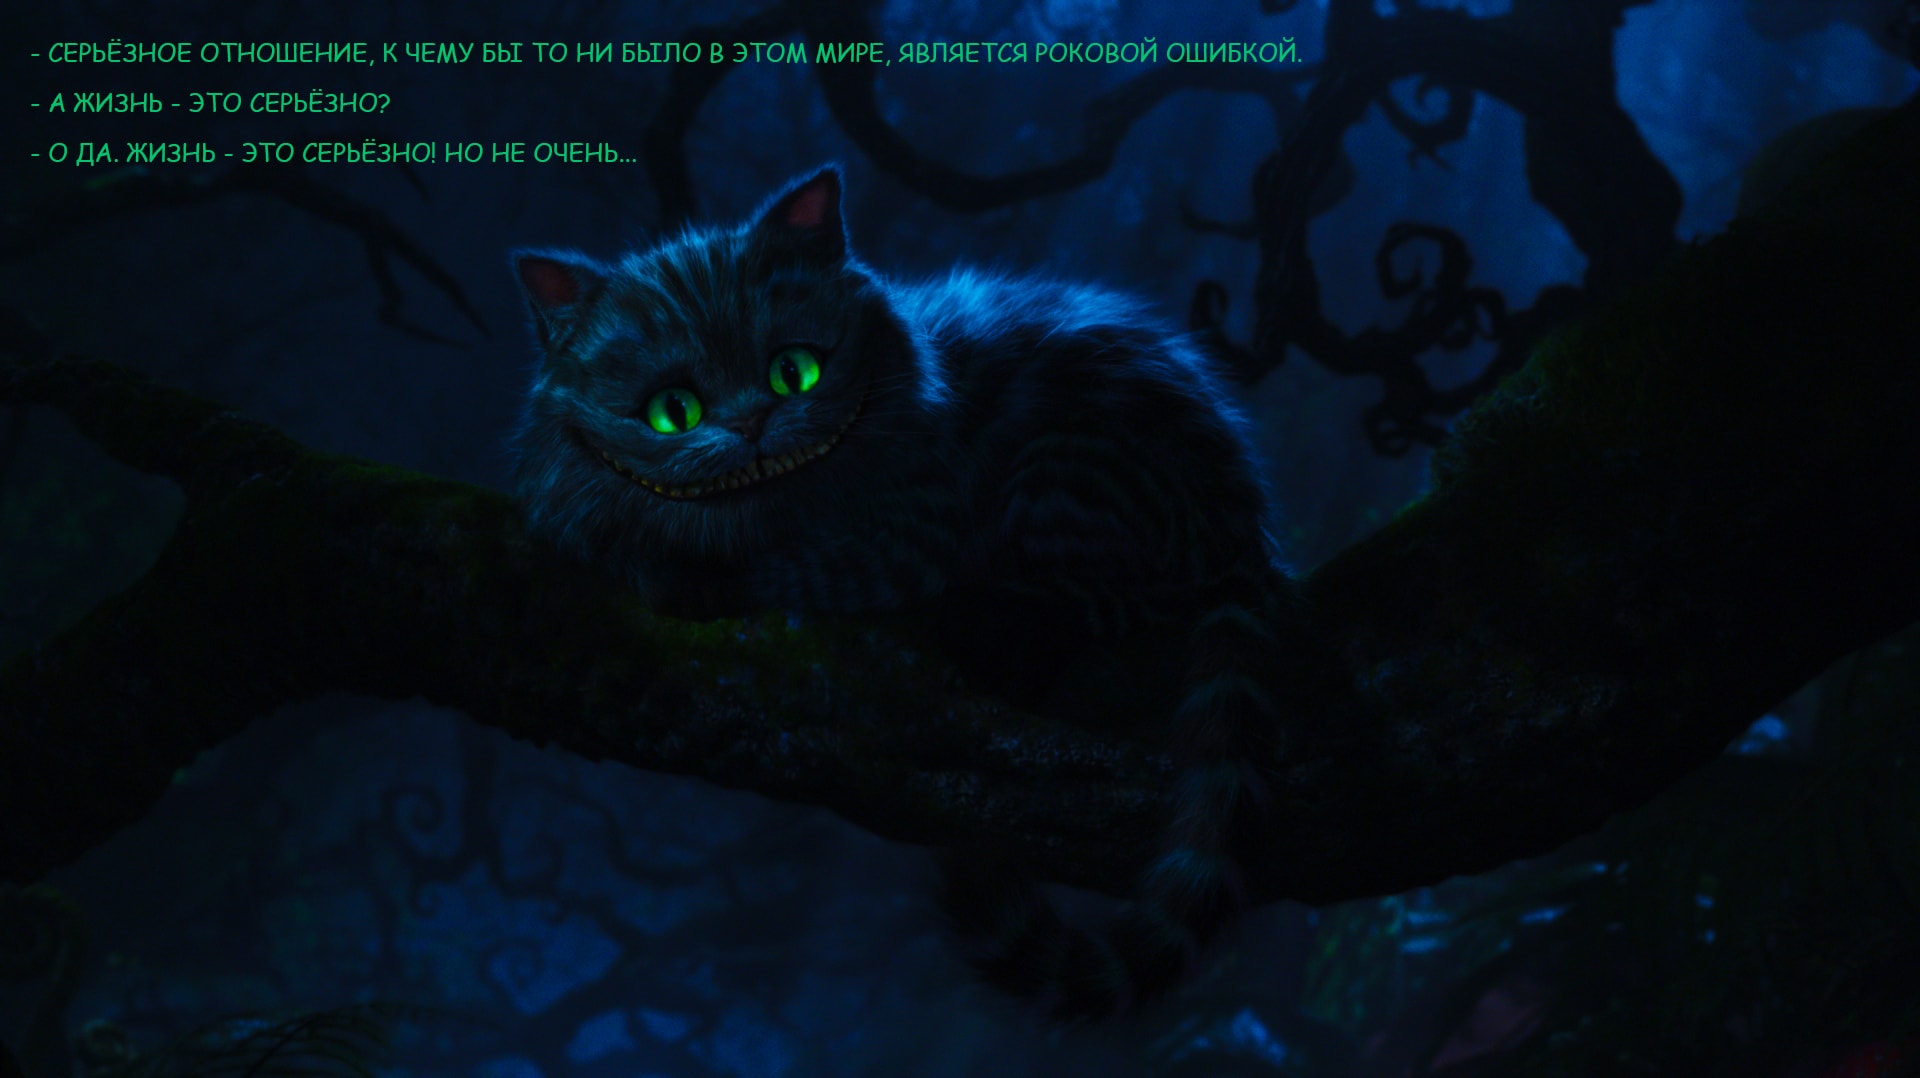 - СЕРЬЁЗНОЕ ОТНОШЕНИЕ, К ЧЕМУ БЫ ТО НИ БЫЛО В ЭТОМ МИРЕ, ЯВЛЯЕТСЯ РОКОВОЙ ОШИБКОЙ.
- А ЖИЗНЬ - ЭТО СЕРЬЁЗНО?
- О ДА. ЖИЗНЬ - ЭТО СЕРЬЁЗНО! НО НЕ ОЧЕНЬ...